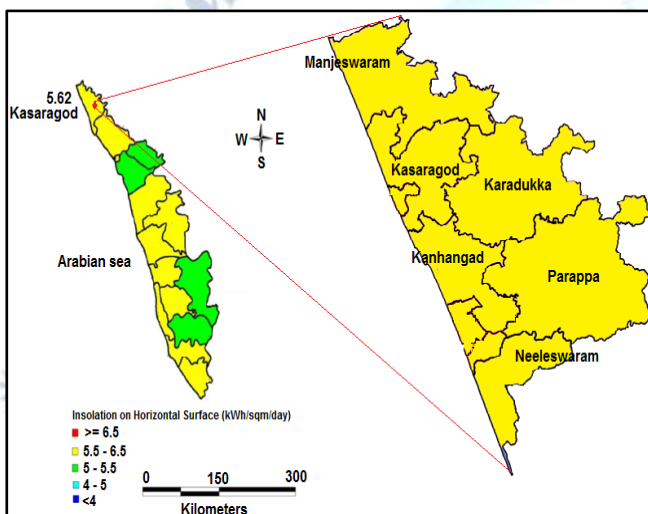 5.62
Kasaragod
N
W E
S
Arabian sea
Manjeswaram
Kasaragod
Karadukka
Kanhangad
Parappa
Neeleswaram
Insolation on Horizontal Surface (kWh/sqm/day)
>= 6.5
5.5 - 6.5
5 - 5.5
4 - 5
<4
0 150 300
Kilometers